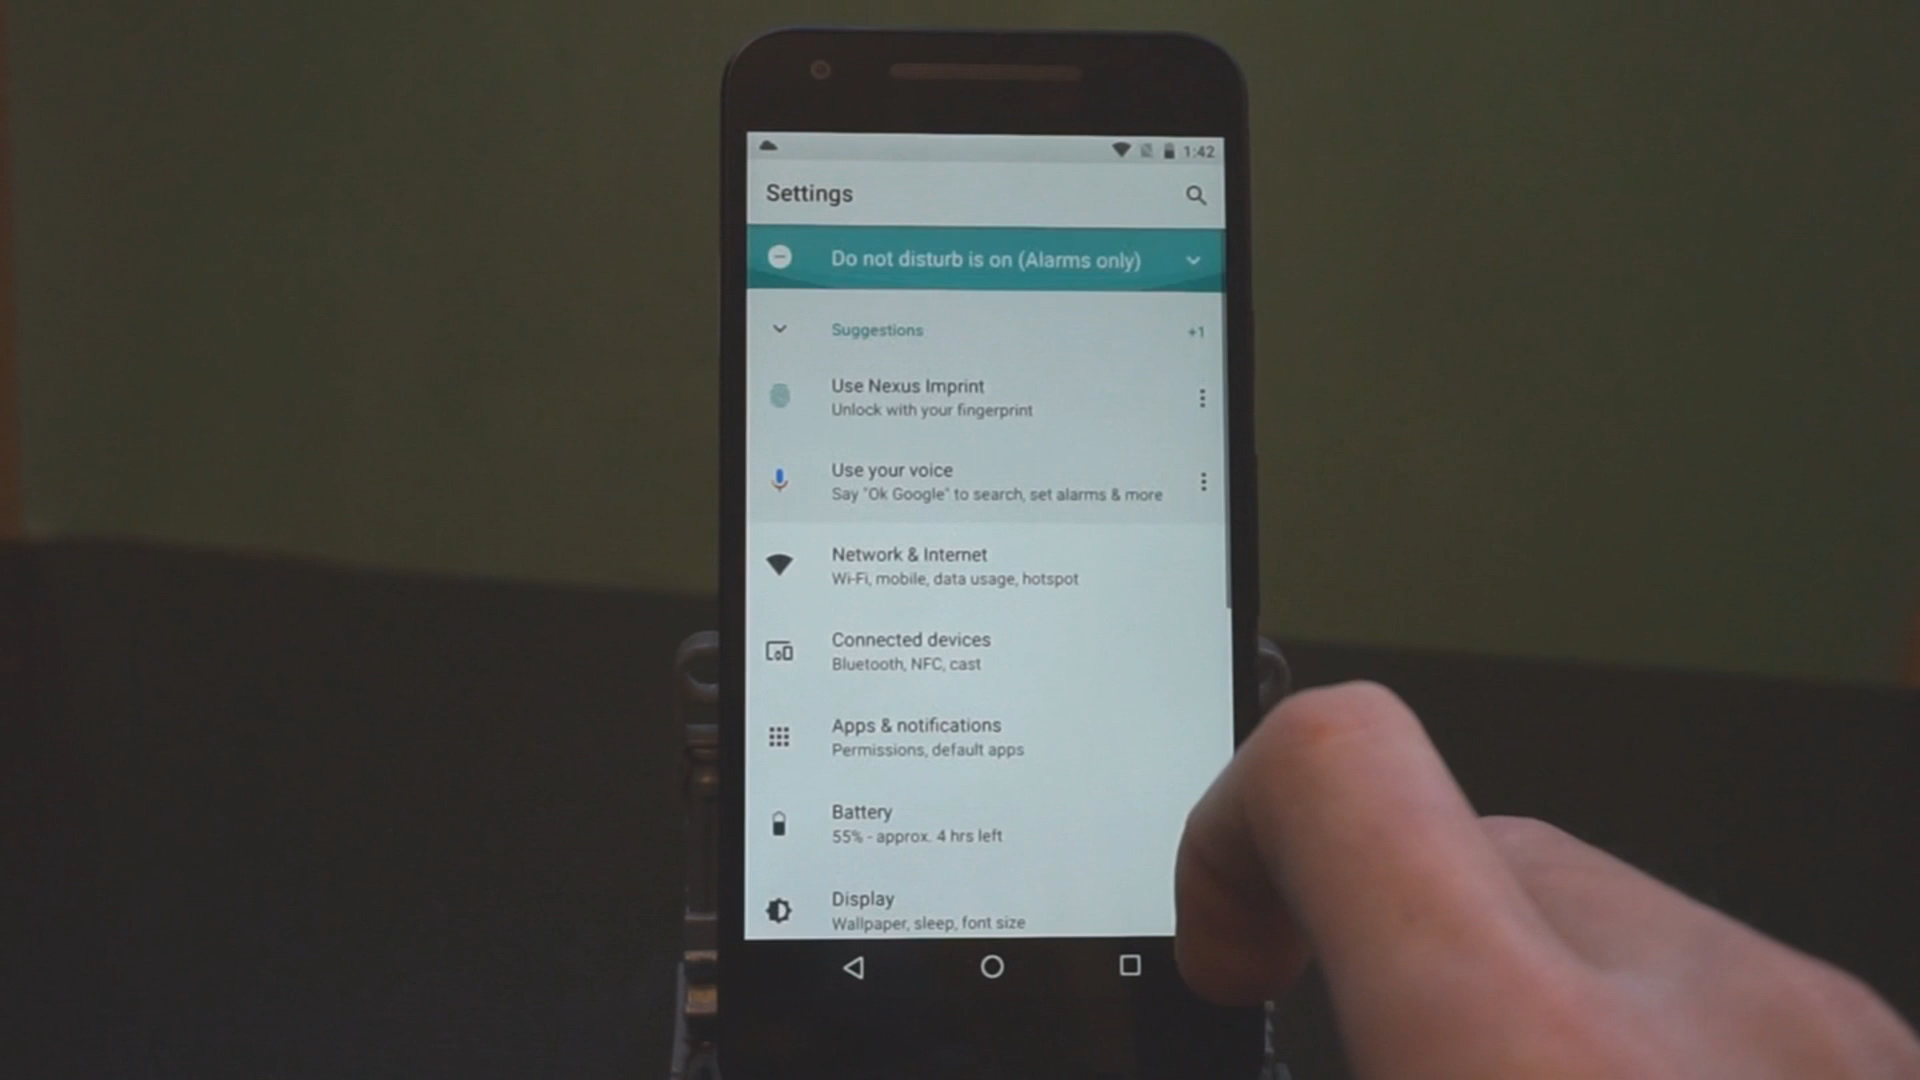 1:42
Settings
Do not disturb is on (Alarms only)
Suggestions +1
Use Nexus Imprint
Unlock with your fingerprint
Use your voice
Say "Ok Google" to search, set alarms & more
Network & Internet
Wi-Fi, mobile, data usage, hotspot
Connected devices
Bluetooth, NFC, cast
Apps & notifications
Permissions, default apps
Battery
55% - approx. 4 hrs left
Display
Wallpaper, sleep, font size